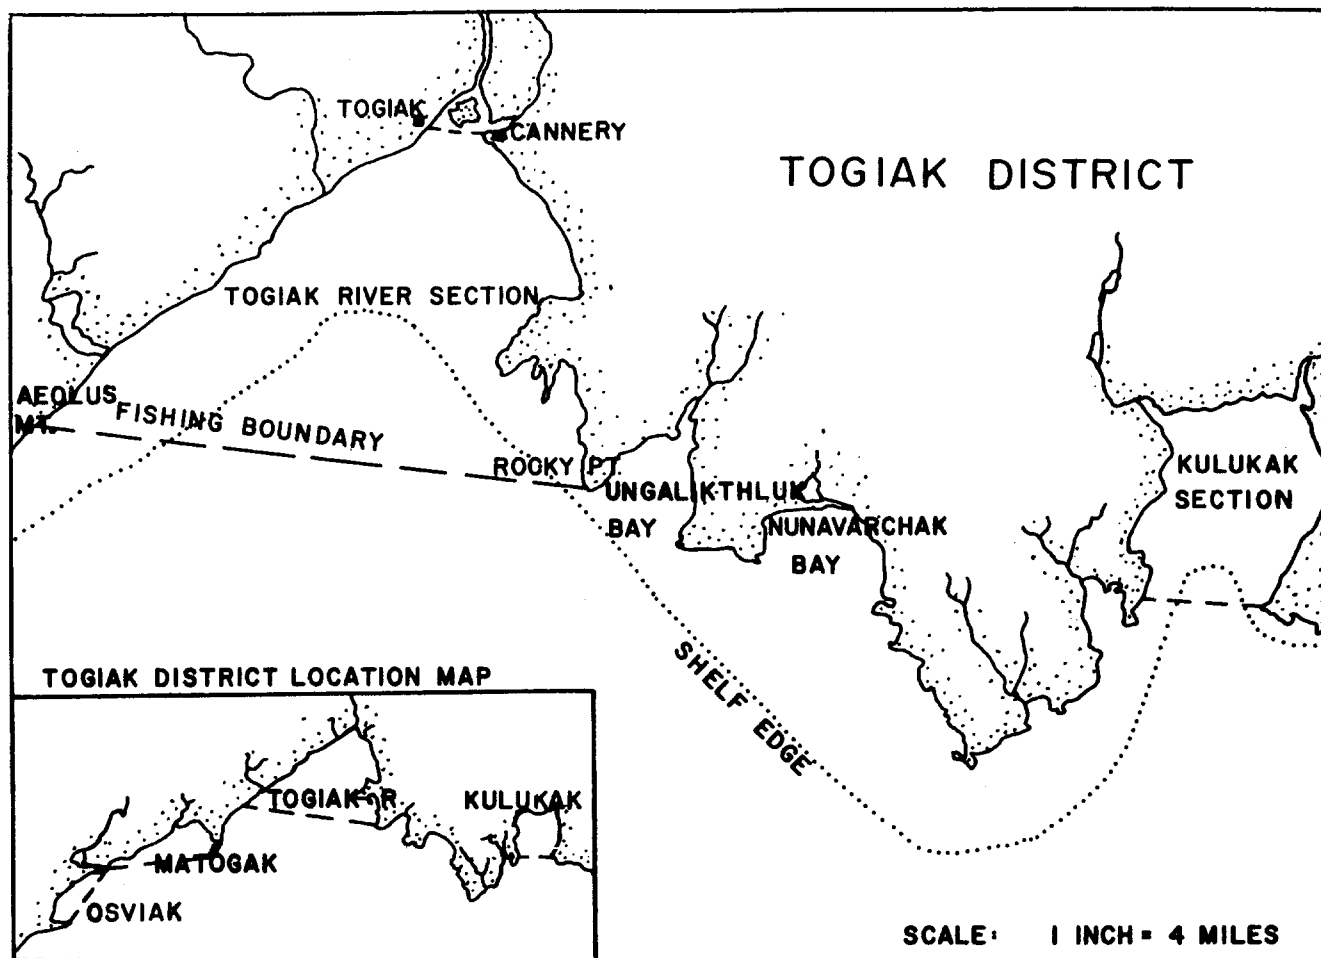 TOGIAK
CANNERY
TOGIAK DISTRICT
TOGIAK RIVER SECTION
AEOLUS
MT.
FISHING BOUNDARY
ROCKY PT.
UNGALIKTHLUK
BAY
NUNAVARCHAK
BAY
KULUKAK
SECTION
SHELF EDGE
TOGIAK DISTRICT LOCATION MAP
TOGIAK R
KULUKAK
MATOGAK
OSVIAK
SCALE: 1 INCH = 4 MILES